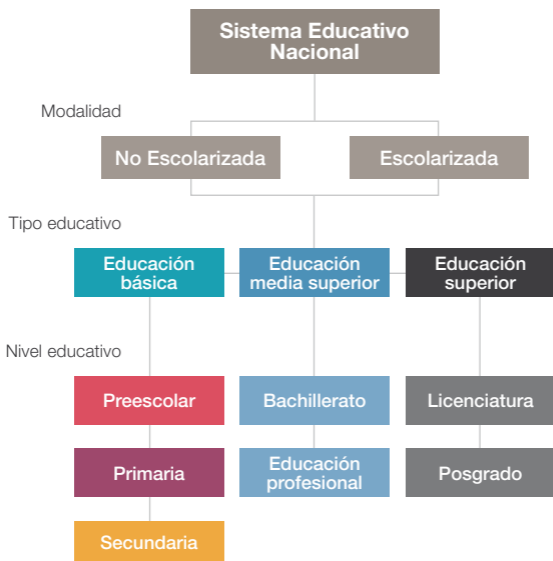 Sistema Educativo
Nacional
Modalidad
No Escolarizada
Escolarizada
Tipo educativo
Educación
básica
Educación
media superior
Educación
superior
Nivel educativo
Preescolar
Bachillerato
Licenciatura
Primaria
Educación
profesional
Posgrado
Secundaria